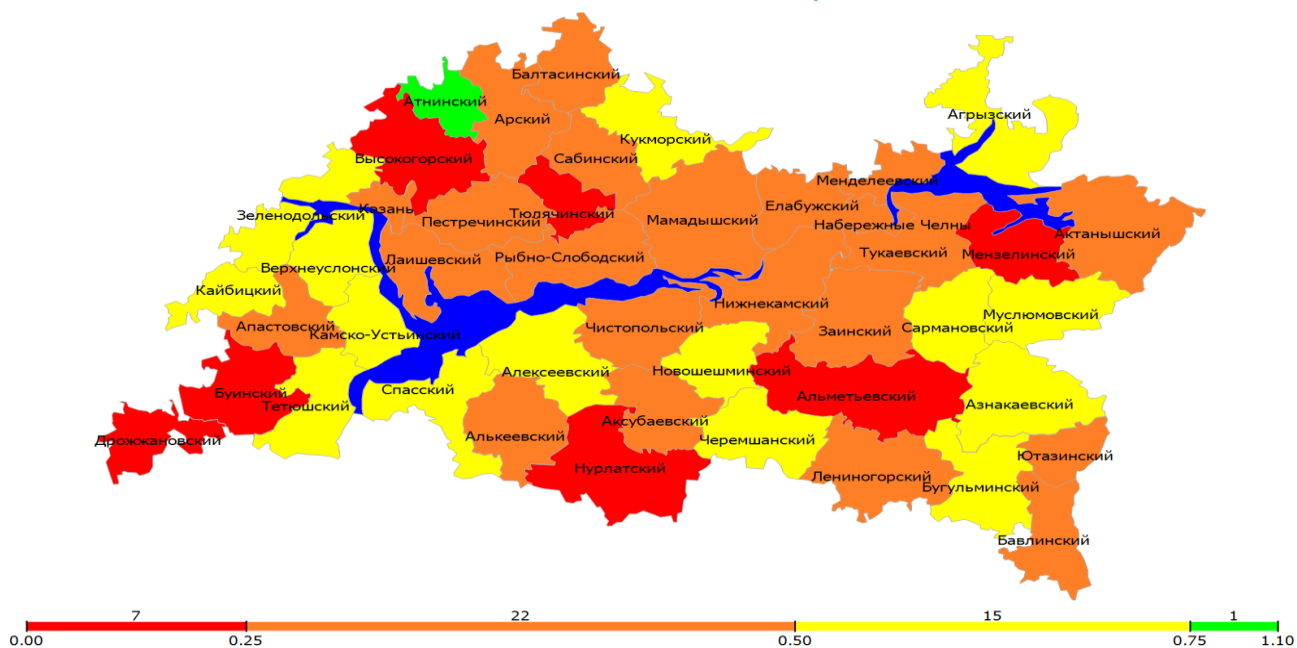 Балтасинский
Атнинский
Арский
Агрызский
Кукморский
Высокогорский
Сабинский
Менделеевский
Елабужский
Казань
Тюлячинский
Зеленодольский
Пестречинский
Мамадышский
Набережные Челны
Актанышский
Тукаевский
Мензелинский
Лаишевский
Рыбно-Слободский
Верхнеуслонский
Кайбицкий
Нижнекамский
Муслюмовский
Апастовский
Чистопольский
Сармановский
Заинский
Камско-Устьинский
Алексеевский
Новошешминский
Спасский
Буинский
Альметьевский
Тетюшский
Азнакаевский
Аксубаевский
Дрожжановский
Алькеевский
Черемшанский
Ютазинский
Нурлатский
Лениногорский
Бугульминский
Бавлинский
7 22 15 1
0.00 0.25 0.50 0.75 1.10